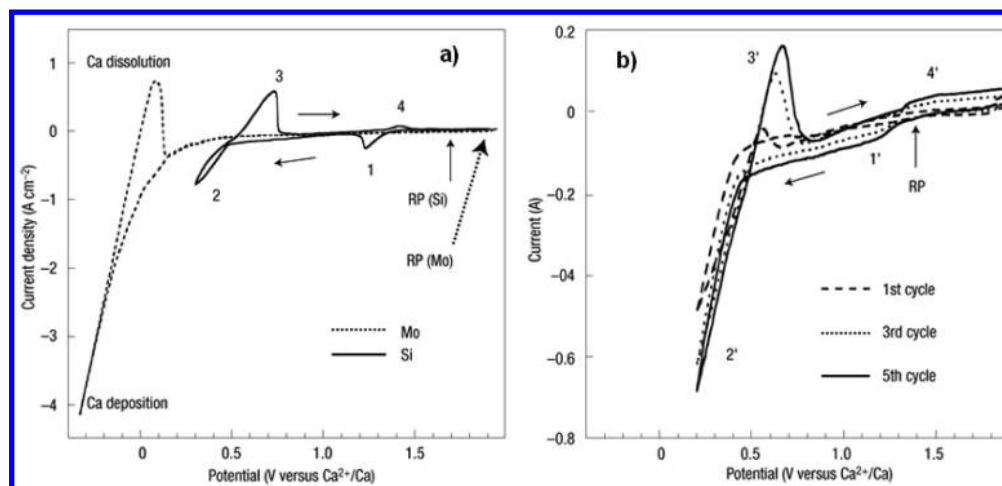 a)
Ca dissolution
3
4
1
2
RP (Si)
RP (Mo)
Mo
Si
Ca deposition
Current density (A cm⁻²)
1
0
−1
−2
−3
−4
0
0.5
1.0
1.5
Potential (V versus Ca²⁺/Ca)
b)
3'
4'
1'
RP
2'
1st cycle
3rd cycle
5th cycle
Current (A)
0.2
0
−0.2
−04
−0.6
−0.8
0
0.5
1.0
1.5
Potential (V versus Ca²⁺/Ca)